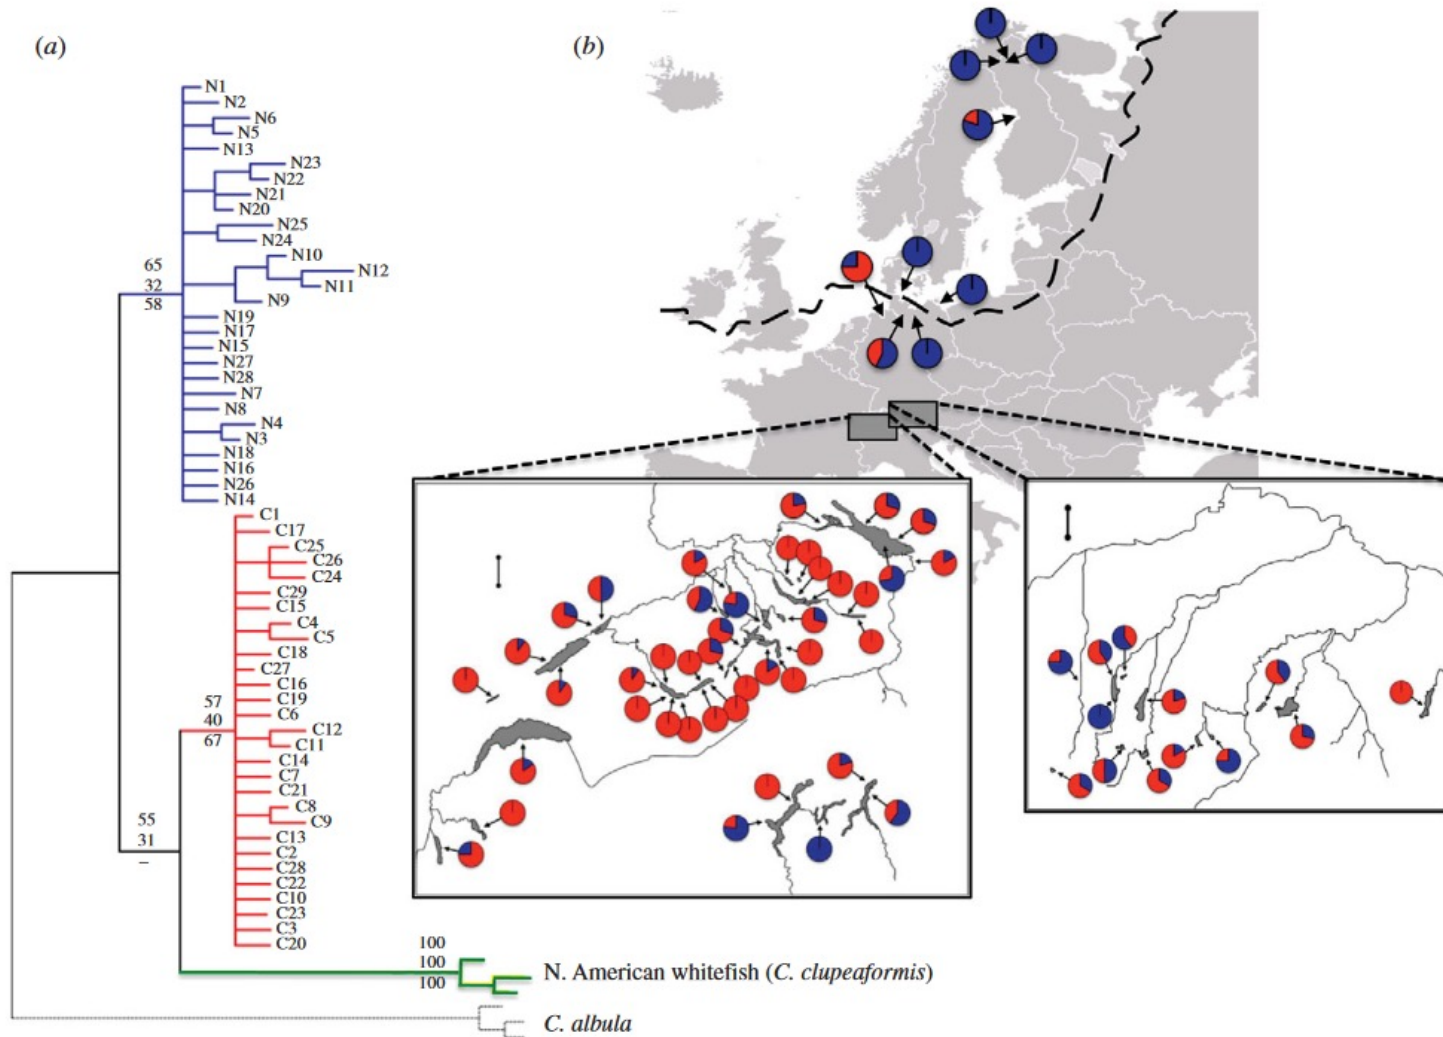 (a)
N1
N2
N6
N5
N13
N23
N22
N21
N20
N25
N24
N10
N12
N11
N9
65
32
58
N19
N17
N15
N27
N28
N7
N8
N4
N3
N18
N16
N26
N14
C1
C17
C25
C26
C24
C29
C15
C4
C5
C18
C27
C16
C19
C6
57
40
67
C12
C11
C14
C7
C21
C8
C9
55
31
–
C13
C2
C28
C22
C10
C23
C3
C20
100
100
100
N. American whitefish (C. clupeaformis)
C. albula
(b)